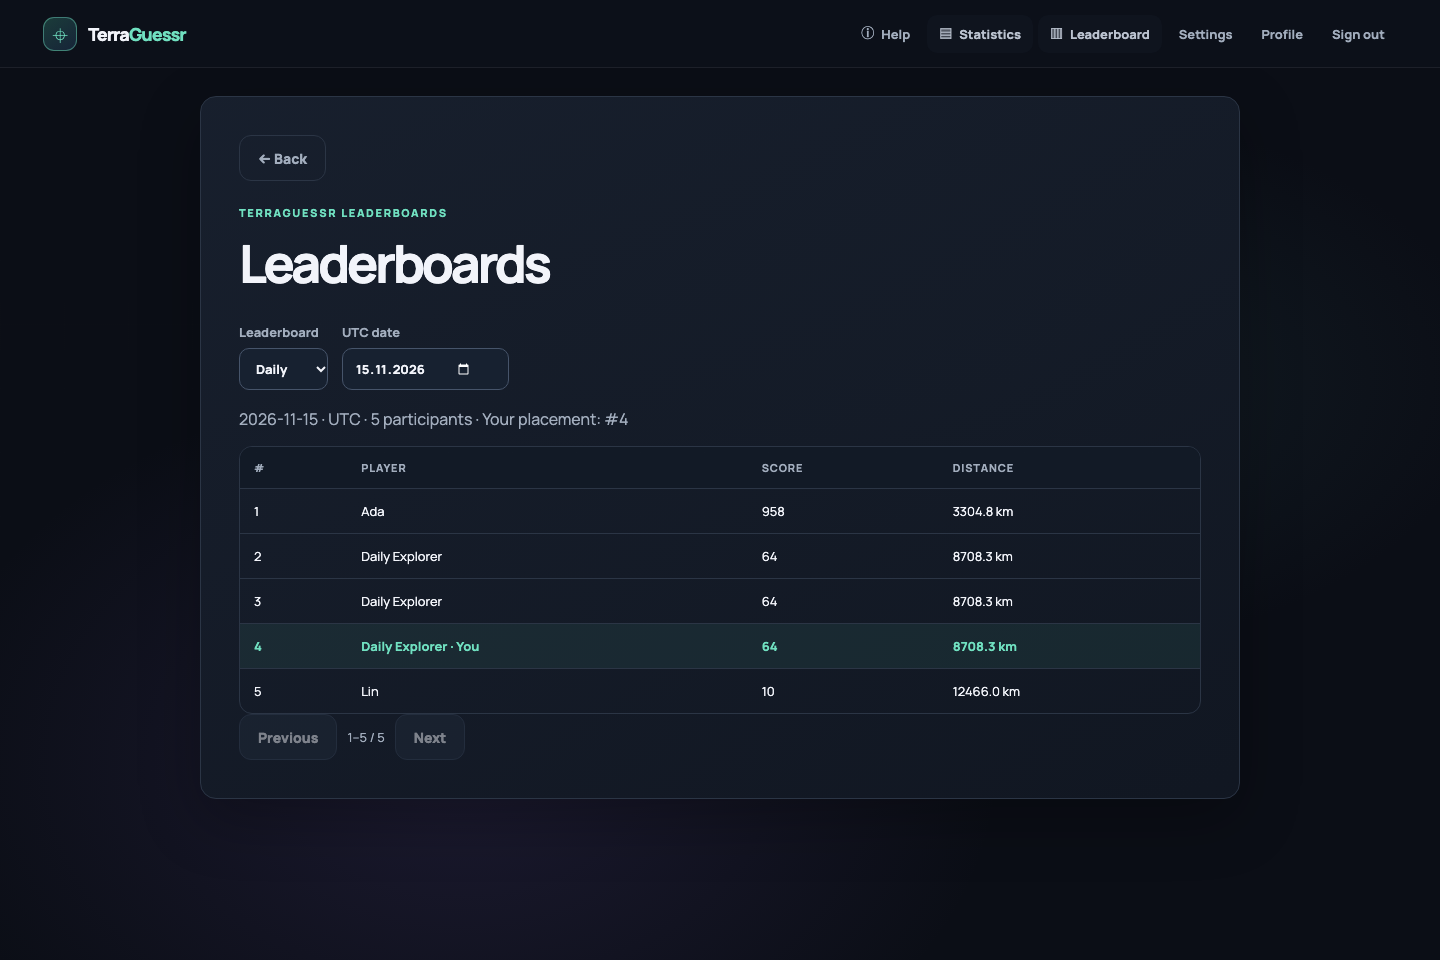 TerraGuessr
Help
Statistics
Leaderboard
Settings
Profile
Sign out
← Back
TERRAGUESSR LEADERBOARDS
Leaderboards
Leaderboard UTC date
Daily 15.11.2026
2026-11-15 · UTC · 5 participants · Your placement: #4
# PLAYER SCORE DISTANCE
1 Ada 958 3304.8 km
2 Daily Explorer 64 8708.3 km
3 Daily Explorer 64 8708.3 km
4 Daily Explorer · You 64 8708.3 km
5 Lin 10 12466.0 km
Previous 1–5 / 5 Next